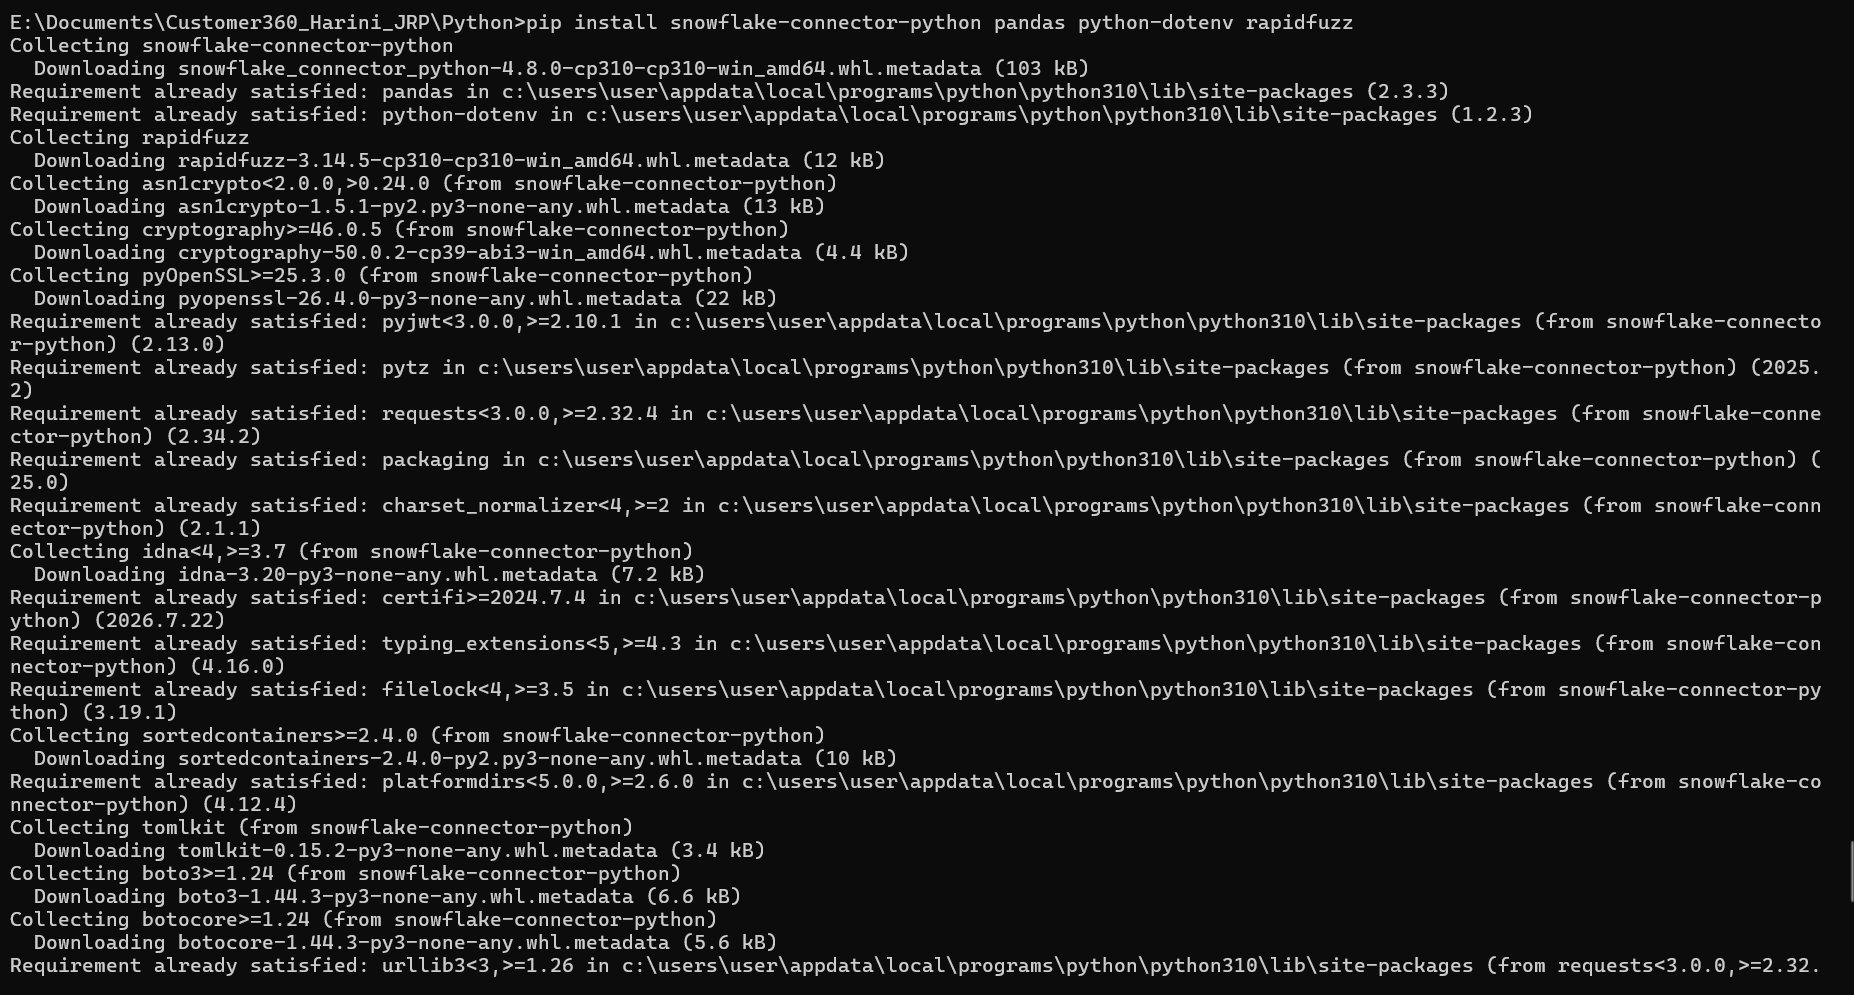 E:\Documents\Customer360_Harini_JRP\Python>pip install snowflake-connector-python pandas python-dotenv rapidfuzz
Collecting snowflake-connector-python
  Downloading snowflake_connector_python-4.8.0-cp310-cp310-win_amd64.whl.metadata (103 kB)
Requirement already satisfied: pandas in c:\users\user\appdata\local\programs\python\python310\lib\site-packages (2.3.3)
Requirement already satisfied: python-dotenv in c:\users\user\appdata\local\programs\python\python310\lib\site-packages (1.2.3)
Collecting rapidfuzz
  Downloading rapidfuzz-3.14.5-cp310-cp310-win_amd64.whl.metadata (12 kB)
Collecting asn1crypto<2.0.0,>0.24.0 (from snowflake-connector-python)
  Downloading asn1crypto-1.5.1-py2.py3-none-any.whl.metadata (13 kB)
Collecting cryptography>=46.0.5 (from snowflake-connector-python)
  Downloading cryptography-50.0.2-cp39-abi3-win_amd64.whl.metadata (4.4 kB)
Collecting pyOpenSSL>=25.3.0 (from snowflake-connector-python)
  Downloading pyopenssl-26.4.0-py3-none-any.whl.metadata (22 kB)
Requirement already satisfied: pyjwt<3.0.0,>=2.10.1 in c:\users\user\appdata\local\programs\python\python310\lib\site-packages (from snowflake-connecto
r-python) (2.13.0)
Requirement already satisfied: pytz in c:\users\user\appdata\local\programs\python\python310\lib\site-packages (from snowflake-connector-python) (2025.
2)
Requirement already satisfied: requests<3.0.0,>=2.32.4 in c:\users\user\appdata\local\programs\python\python310\lib\site-packages (from snowflake-conne
ctor-python) (2.34.2)
Requirement already satisfied: packaging in c:\users\user\appdata\local\programs\python\python310\lib\site-packages (from snowflake-connector-python) (
25.0)
Requirement already satisfied: charset_normalizer<4,>=2 in c:\users\user\appdata\local\programs\python\python310\lib\site-packages (from snowflake-conn
ector-python) (2.1.1)
Collecting idna<4,>=3.7 (from snowflake-connector-python)
  Downloading idna-3.20-py3-none-any.whl.metadata (7.2 kB)
Requirement already satisfied: certifi>=2024.7.4 in c:\users\user\appdata\local\programs\python\python310\lib\site-packages (from snowflake-connector-p
ython) (2026.7.22)
Requirement already satisfied: typing_extensions<5,>=4.3 in c:\users\user\appdata\local\programs\python\python310\lib\site-packages (from snowflake-con
nector-python) (4.16.0)
Requirement already satisfied: filelock<4,>=3.5 in c:\users\user\appdata\local\programs\python\python310\lib\site-packages (from snowflake-connector-py
thon) (3.19.1)
Collecting sortedcontainers>=2.4.0 (from snowflake-connector-python)
  Downloading sortedcontainers-2.4.0-py2.py3-none-any.whl.metadata (10 kB)
Requirement already satisfied: platformdirs<5.0.0,>=2.6.0 in c:\users\user\appdata\local\programs\python\python310\lib\site-packages (from snowflake-co
nnector-python) (4.12.4)
Collecting tomlkit (from snowflake-connector-python)
  Downloading tomlkit-0.15.2-py3-none-any.whl.metadata (3.4 kB)
Collecting boto3>=1.24 (from snowflake-connector-python)
  Downloading boto3-1.44.3-py3-none-any.whl.metadata (6.6 kB)
Collecting botocore>=1.24 (from snowflake-connector-python)
  Downloading botocore-1.44.3-py3-none-any.whl.metadata (5.6 kB)
Requirement already satisfied: urllib3<3,>=1.26 in c:\users\user\appdata\local\programs\python\python310\lib\site-packages (from requests<3.0.0,>=2.32.